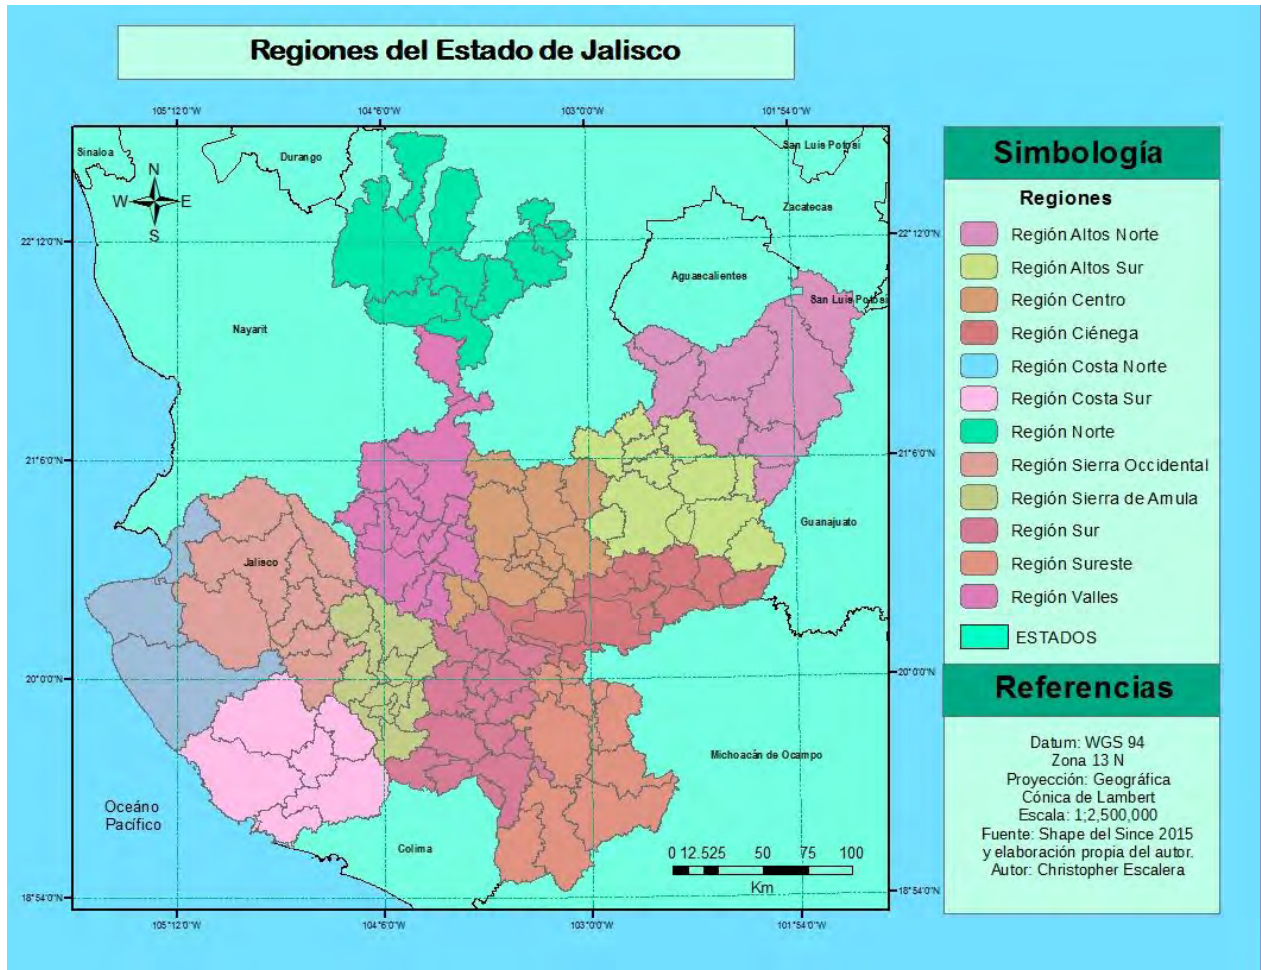 Regiones del Estado de Jalisco
105°12'0"W 104°6'0"W 103°0'0"W 101°54'0"W
Sinaloa
Durango
San Luis Potosí
N
W E
S
Zacatecas
22°12'0"N 22°12'0"N
Aguascalientes
San Luis Potosí
Nayarit
21°6'0"N 21°6'0"N
Guanajuato
Jalisco
20°0'0"N 20°0'0"N
Michoacán de Ocampo
Oceáno
Pacífico
Colima
0 12.525 50 75 100
Km
18°54'0"N 18°54'0"N
105°12'0"W 104°6'0"W 103°0'0"W 101°54'0"W
Simbología
Regiones
Región Altos Norte
Región Altos Sur
Región Centro
Región Ciénega
Región Costa Norte
Región Costa Sur
Región Norte
Región Sierra Occidental
Región Sierra de Amula
Región Sur
Región Sureste
Región Valles
ESTADOS
Referencias
Datum: WGS 94
Zona 13 N
Proyección: Geográfica
Cónica de Lambert
Escala: 1;2,500,000
Fuente: Shape del Since 2015
y elaboración propia del autor.
Autor: Christopher Escalera